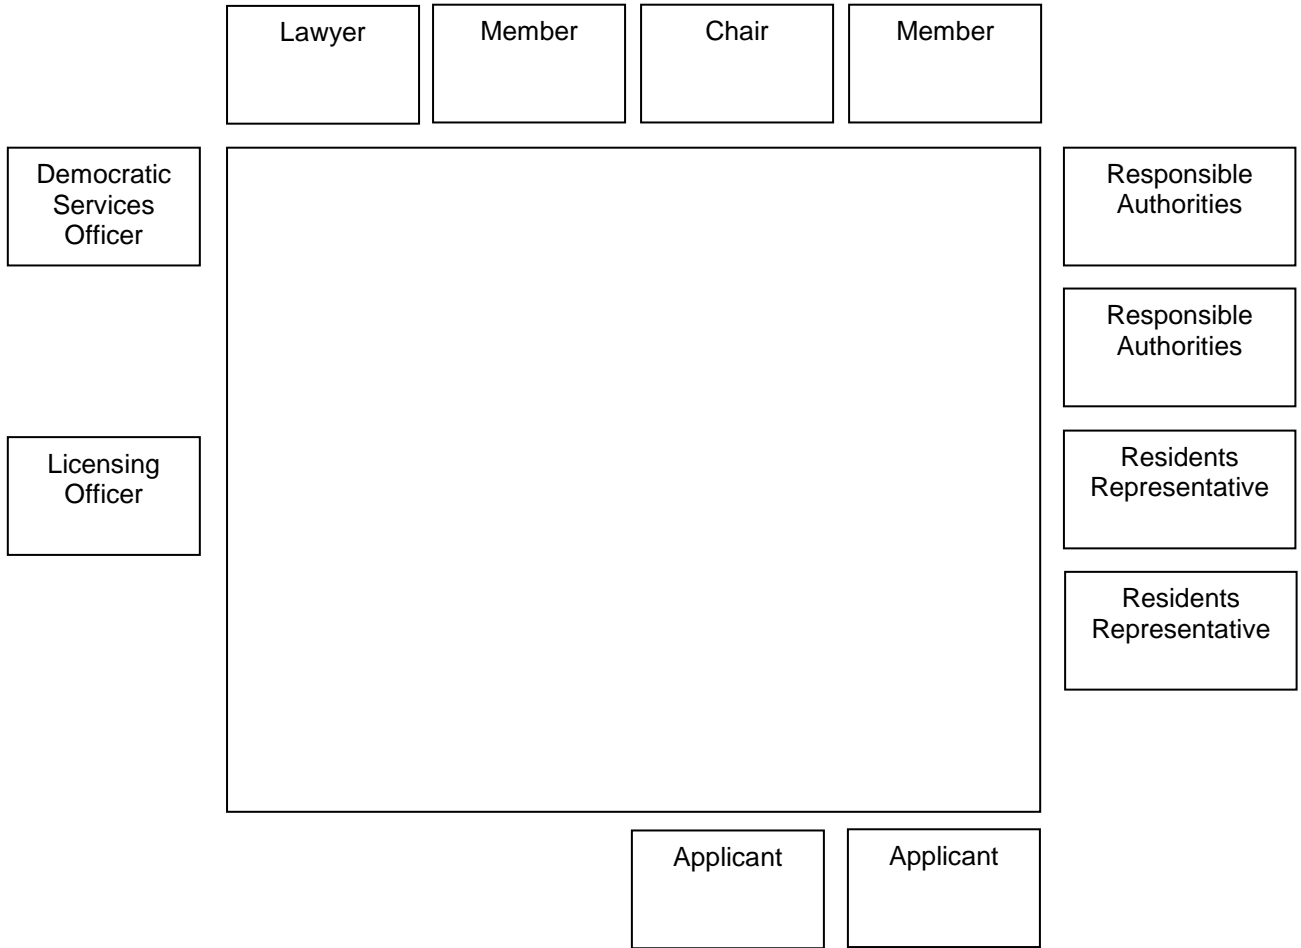 Lawyer
Member
Chair
Member
Democratic
Services
Officer
Responsible
Authorities
Responsible
Authorities
Licensing
Officer
Residents
Representative
Residents
Representative
Applicant
Applicant